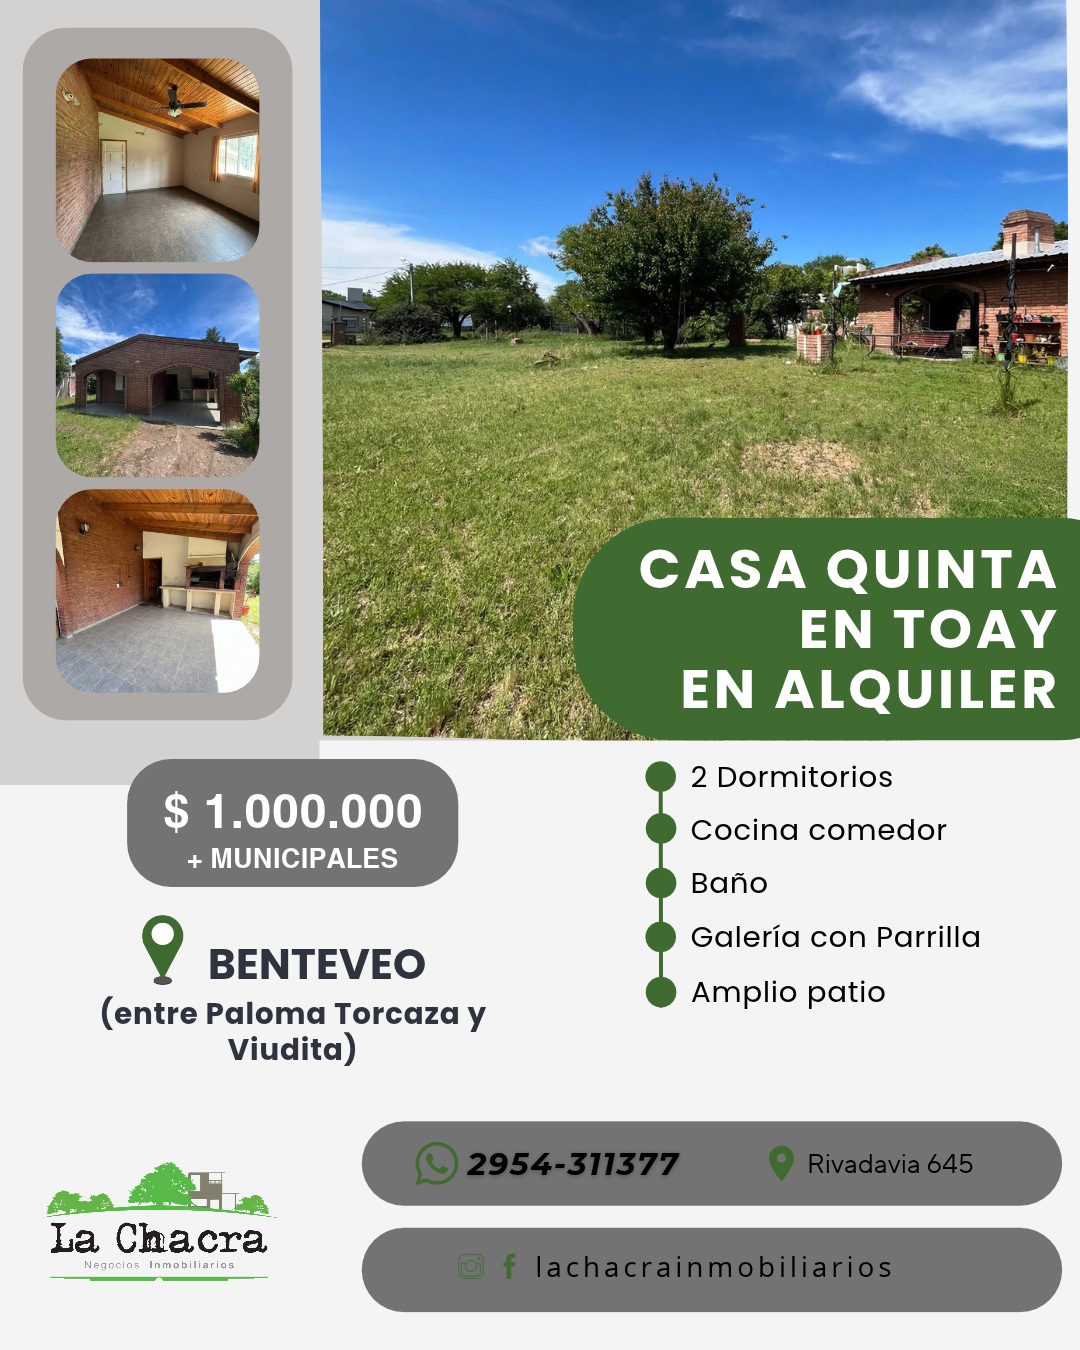 CASA QUINTA
EN TOAY
EN ALQUILER
$ 1.000.000
+ MUNICIPALES
BENTEVEO
(entre Paloma Torcaza y
Viudita)
2 Dormitorios
Cocina comedor
Baño
Galería con Parrilla
Amplio patio
La Chacra
Negocios Inmobiliarios
2954-311377
Rivadavia 645
lachacrainmobiliarios